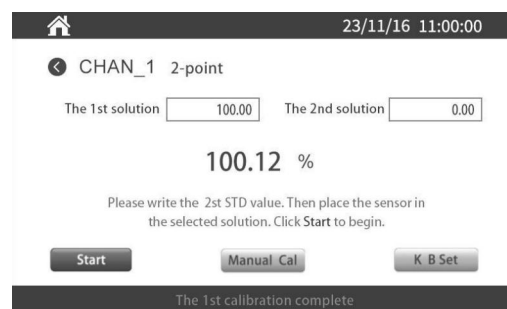 23/11/16 11:00:00
CHAN_1 2-point
The 1st solution 100.00 The 2nd solution 0.00
100.12 %
Please write the 2st STD value. Then place the sensor in
the selected solution. Click Start to begin.
Start Manual Cal K B Set
The 1st calibration complete